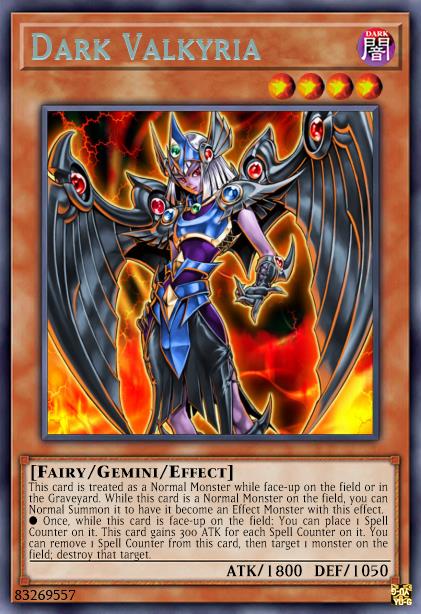 Dark Valkyria
DARK
闇
[Fairy/Gemini/Effect]
This card is treated as a Normal Monster while face-up on the field or in
the Graveyard. While this card is a Normal Monster on the field, you can
Normal Summon it to have it become an Effect Monster with this effect.
● Once, while this card is face-up on the field: You can place 1 Spell
Counter on it. This card gains 300 ATK for each Spell Counter on it. You
can remove 1 Spell Counter from this card, then target 1 monster on the
field; destroy that target.
ATK/1800 DEF/1050
83269557